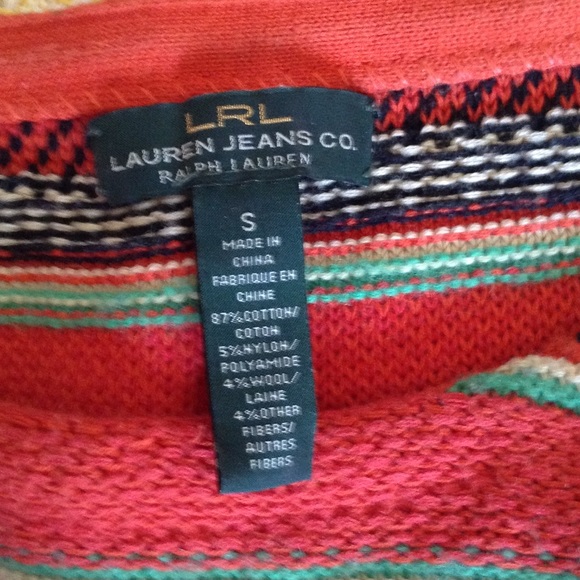 LRL
LAUREN JEANS CO.
RALPH LAUREN
S
MADE IN
CHINA
FABRIQUE EN
CHINE
87%COTTON/
COTON
5%NYLON/
POLYAMIDE
4%WOOL/
LAINE
4%OTHER
FIBERS/
AUTRES
FIBERS